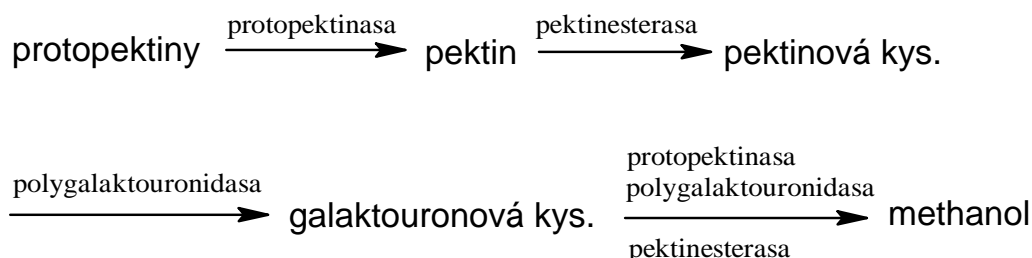 protopektiny protopektinasa pektin pektinesterasa pektinová kys.
polygalaktouronidasa galaktouronová kys. protopektinasa
polygalaktouronidasa
pektinesterasa methanol